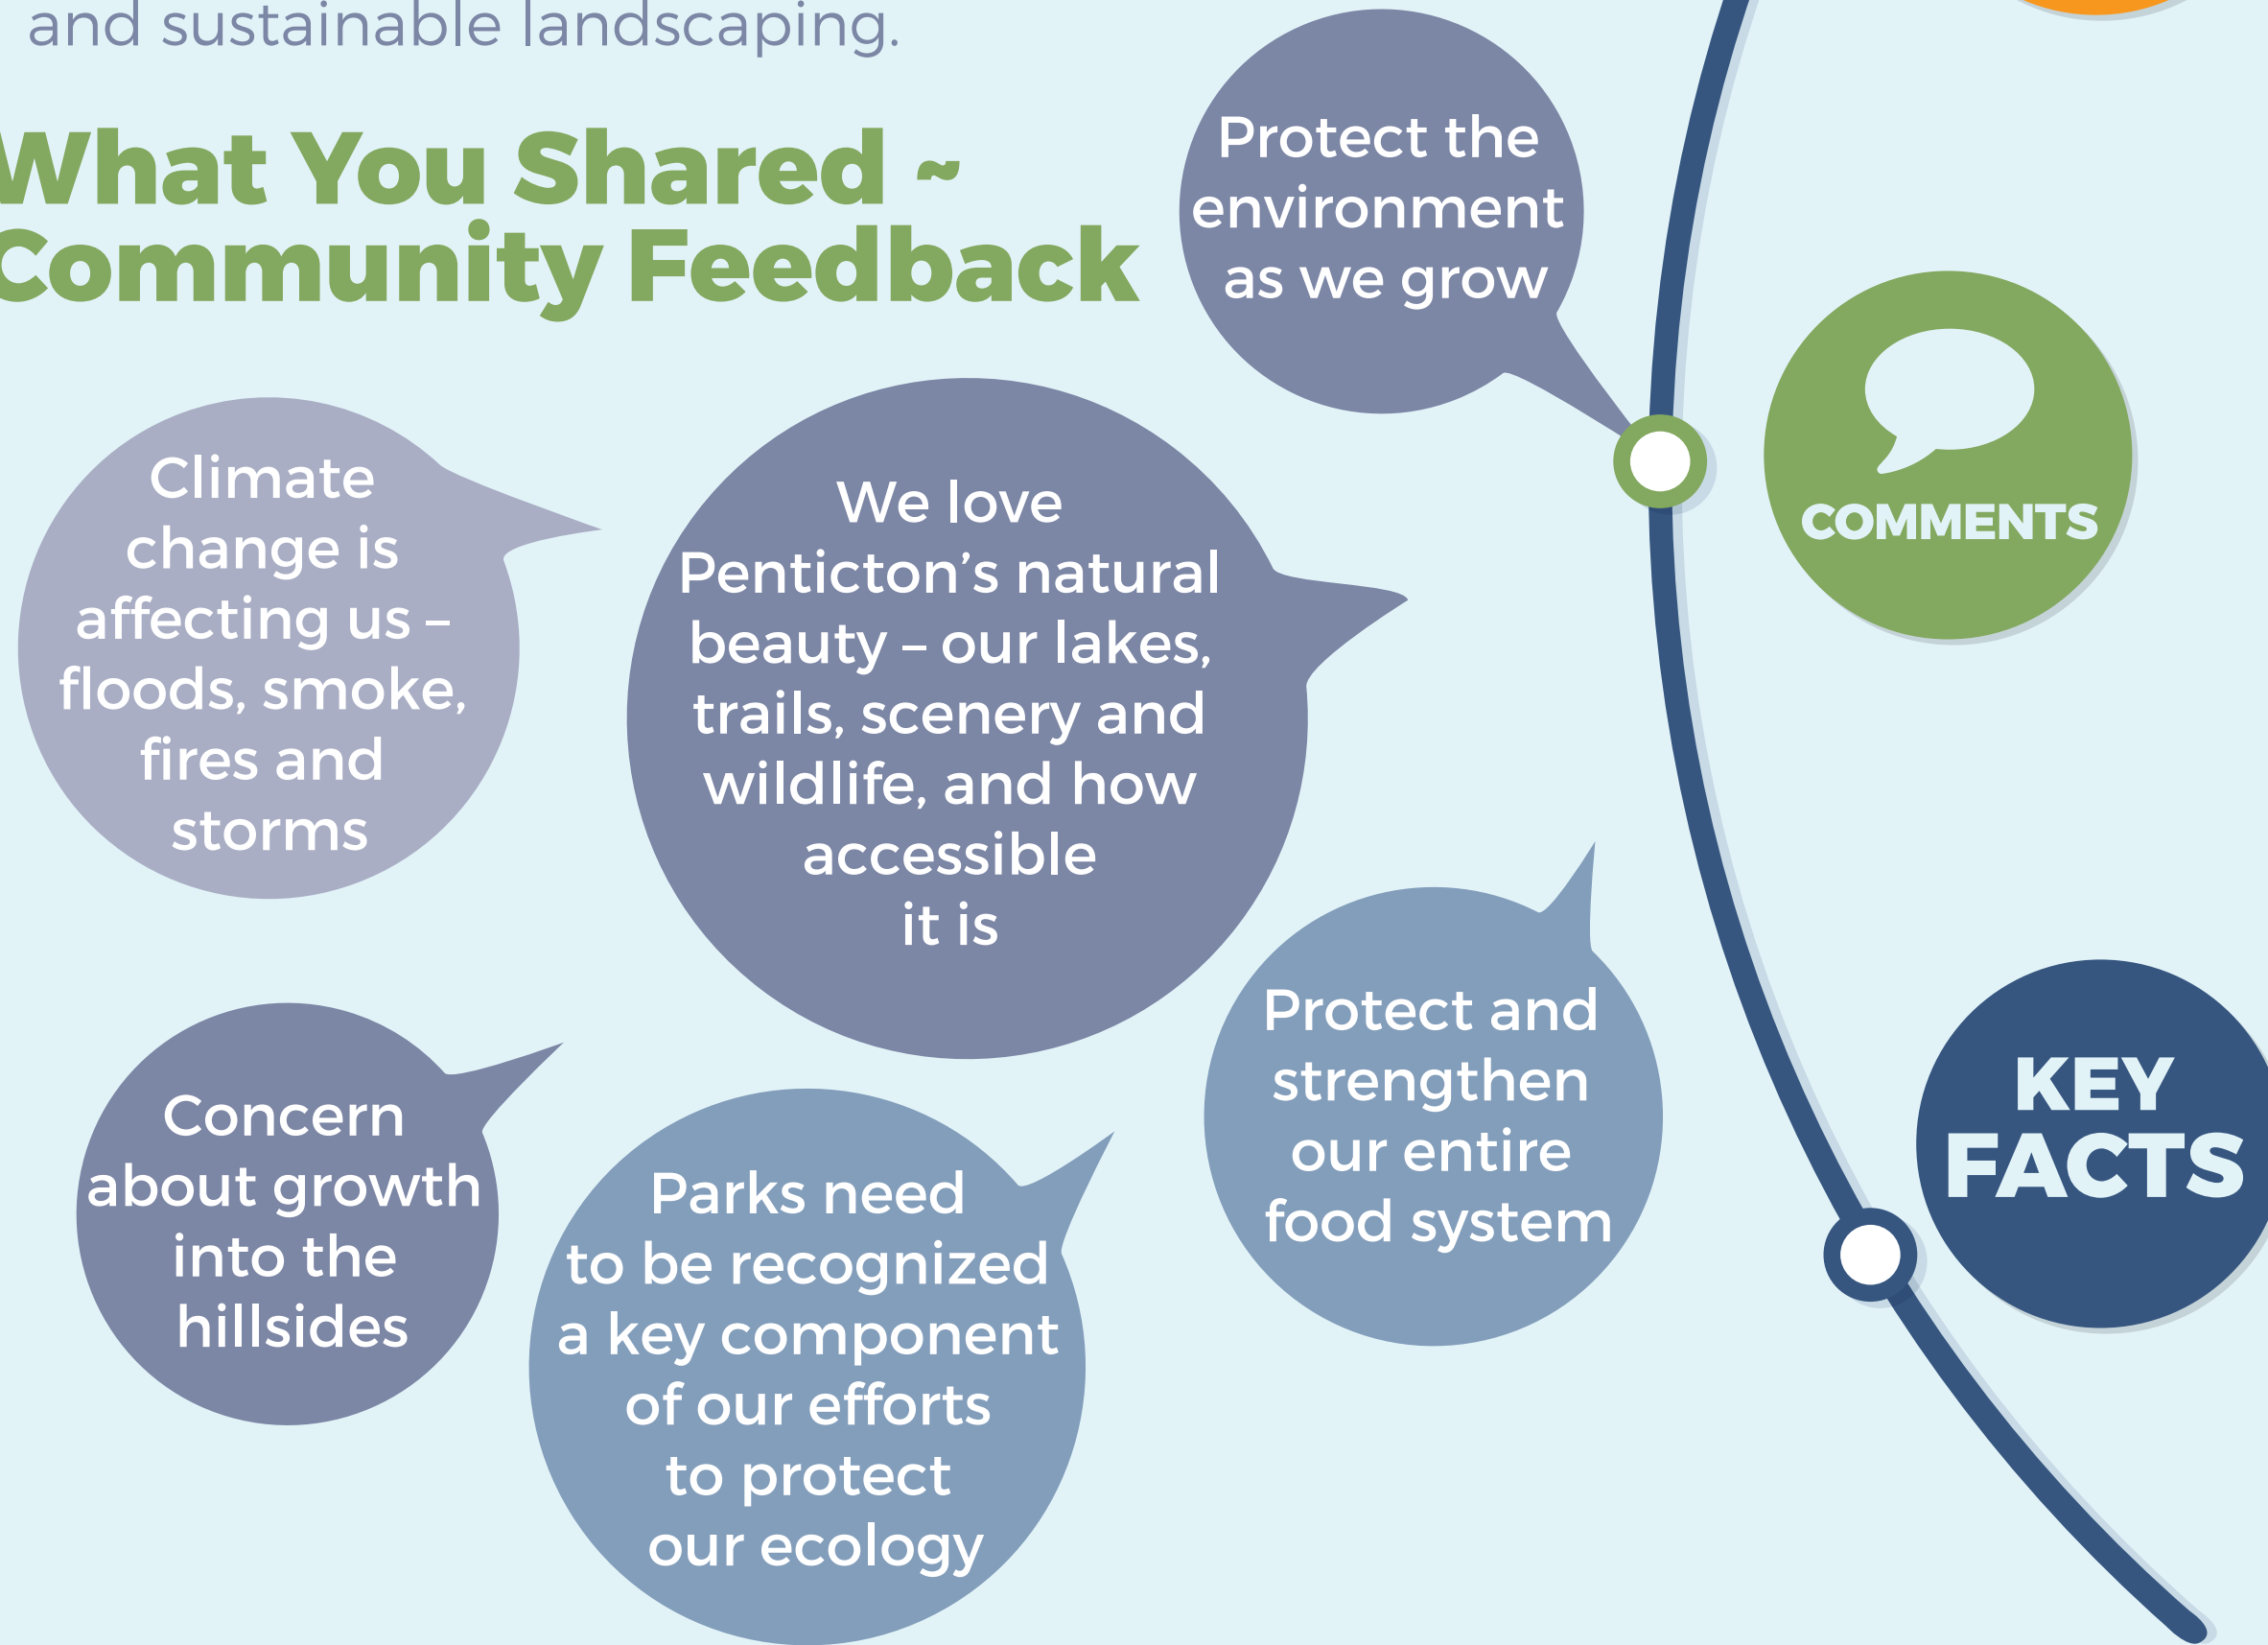 and sustainable landscaping.
What You Shared ~
Community Feedback
Protect the
environment
as we grow
COMMENTS
Climate
change is
affecting us –
floods, smoke,
fires and
storms
We love
Penticton's natural
beauty – our lakes,
trails, scenery and
wildlife, and how
accessible
it is
Protect and
strengthen
our entire
food system
KEY
FACTS
Concern
about growth
into the
hillsides
Parks need
to be recognized
a key component
of our efforts
to protect
our ecology